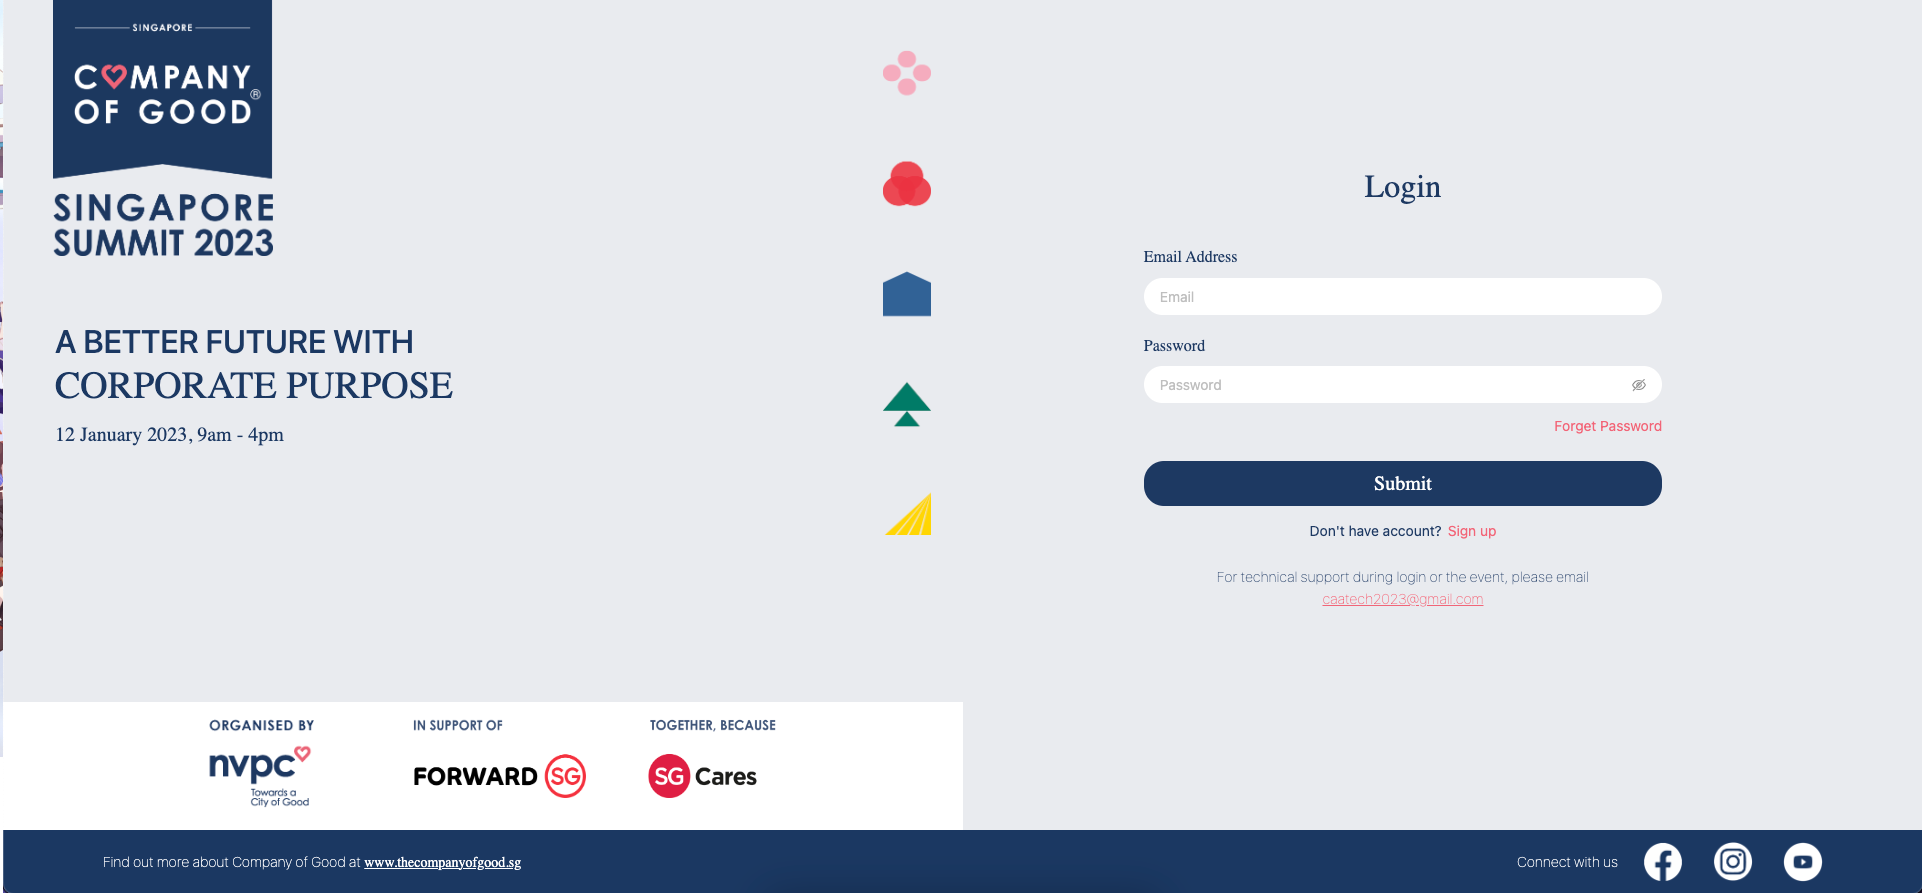 SINGAPORE
COMPANY
OF GOOD®
SINGAPORE
SUMMIT 2023
A BETTER FUTURE WITH
CORPORATE PURPOSE
12 January 2023, 9am - 4pm
Login
Email Address
Email
Password
Password
Forget Password
Submit
Don't have account? Sign up
For technical support during login or the event, please email
caatech2023@gmail.com
ORGANISED BY
nvpc
Towards a
City of Good
IN SUPPORT OF
FORWARD SG
TOGETHER, BECAUSE
SG Cares
Find out more about Company of Good at www.thecompanyofgood.sg
Connect with us